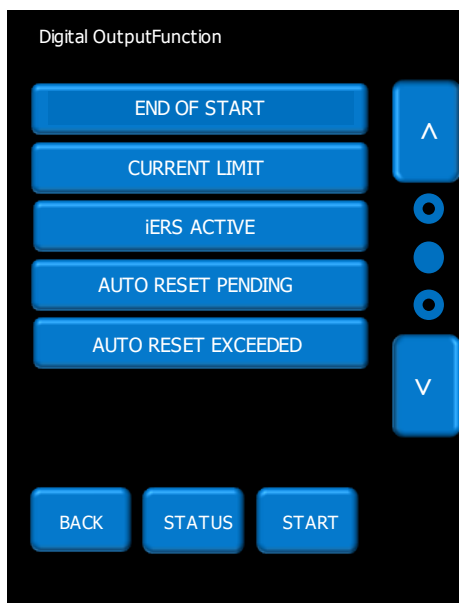 Digital OutputFunction
END OF START
CURRENT LIMIT
iERS ACTIVE
AUTO RESET PENDING
AUTO RESET EXCEEDED
BACK
STATUS
START